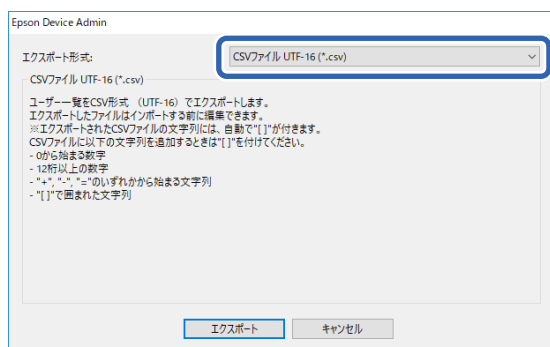 Epson Device Admin
エクスポート形式:
CSVファイル UTF-16 (*.csv)
CSVファイル UTF-16 (*.csv)
ユーザー一覧をCSV形式 （UTF-16）でエクスポートします。
エクスポートしたファイルはインポートする前に編集できます。
※エクスポートされたCSVファイルの文字列には、自動で"[ ]"が付きます。
CSVファイルに以下の文字列を追加するときは"[ ]"を付けてください。
- 0から始まる数字
- 12桁以上の数字
- "+", "-", "="のいずれかから始まる文字列
- "[ ]"で囲まれた文字列
エクスポート
キャンセル